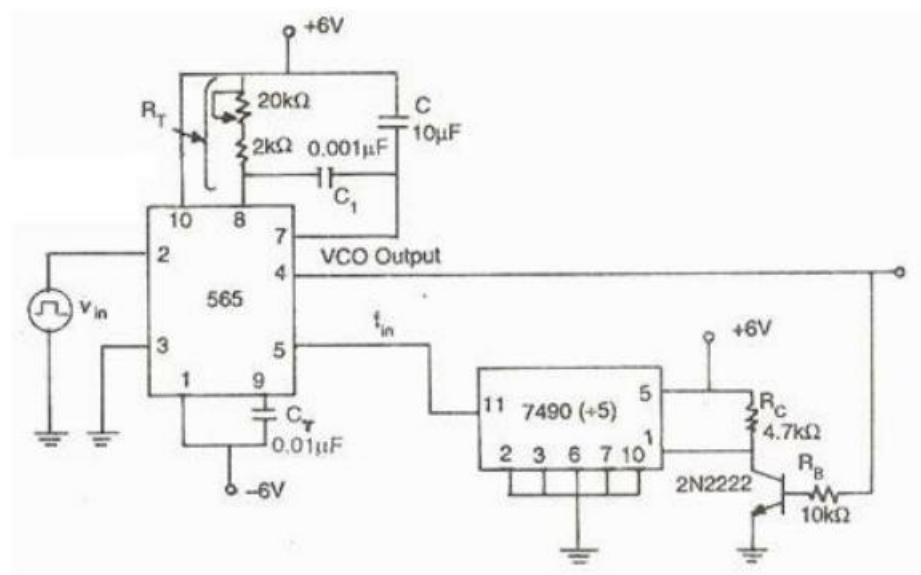 +6V
R_T
20kΩ
C
10µF
2kΩ
0.001µF
C₁
10
8
7
2
VCO Output
4
565
v_in
f_in
3
5
1
9
C_T
0.01µF
-6V
+6V
11
7490 (÷5)
5
R_C
4.7kΩ
1
2
3
6
7
10
2N2222
R_B
10kΩ